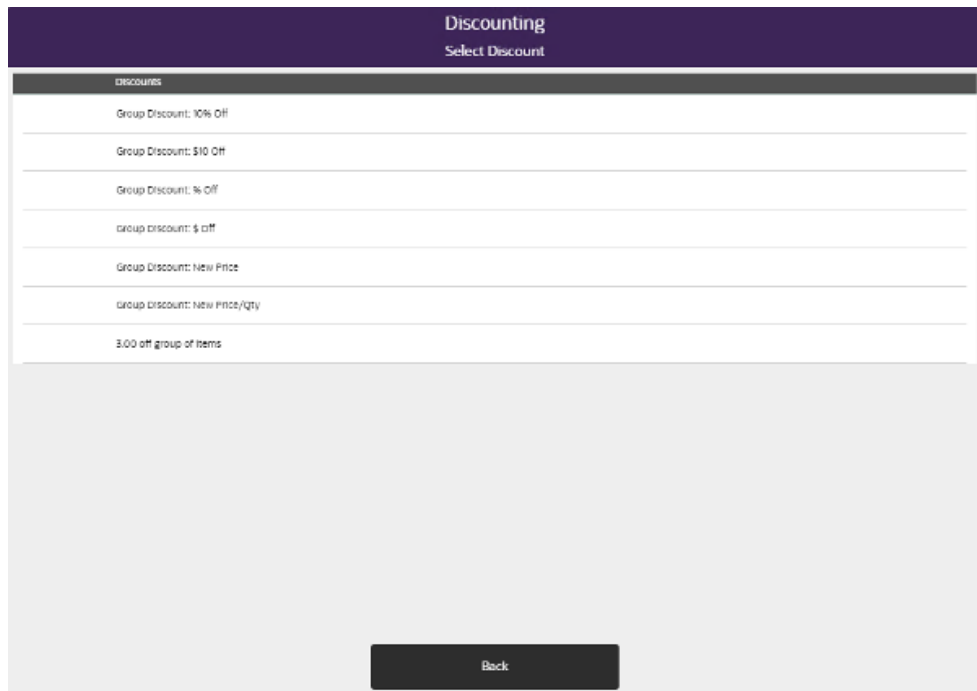 Discounting
Select Discount
Discounts
Group Discount: 10% Off
Group Discount: $10 Off
Group Discount: % Off
Group Discount: $ Off
Group Discount: New Price
Group Discount: New Price/Qty
3.00 off group of items
Back